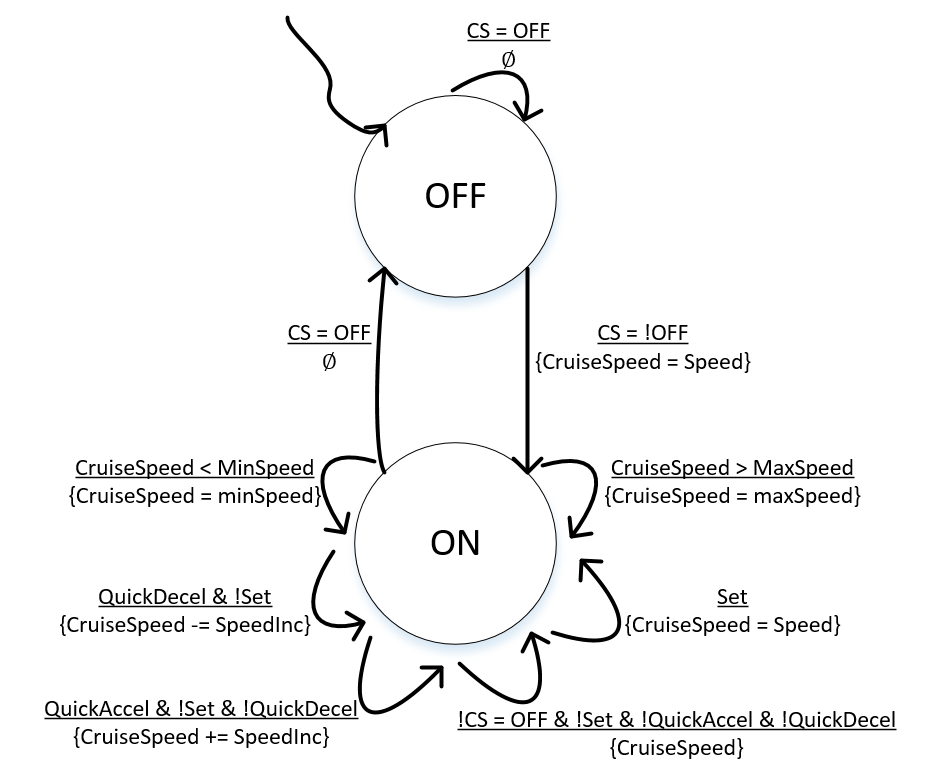 CS = OFF
∅
OFF
CS = OFF
∅
CS = !OFF
{CruiseSpeed = Speed}
CruiseSpeed < MinSpeed
{CruiseSpeed = minSpeed}
CruiseSpeed > MaxSpeed
{CruiseSpeed = maxSpeed}
ON
QuickDecel & !Set
{CruiseSpeed -= SpeedInc}
Set
{CruiseSpeed = Speed}
QuickAccel & !Set & !QuickDecel
{CruiseSpeed += SpeedInc}
!CS = OFF & !Set & !QuickAccel & !QuickDecel
{CruiseSpeed}